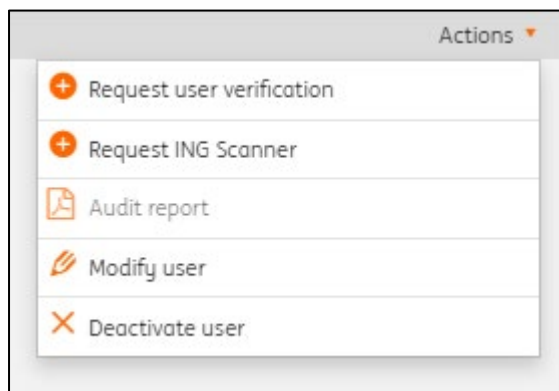 Actions
Request user verification
Request ING Scanner
Audit report
Modify user
Deactivate user